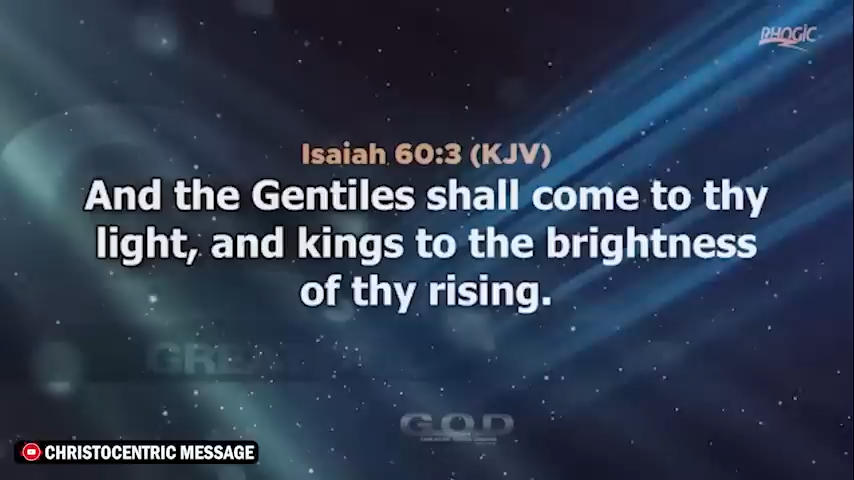 PHOGIC
Isaiah 60:3 (KJV)
And the Gentiles shall come to thy
light, and kings to the brightness
of thy rising.
G.O.D
CHRISTOCENTRIC MESSAGE